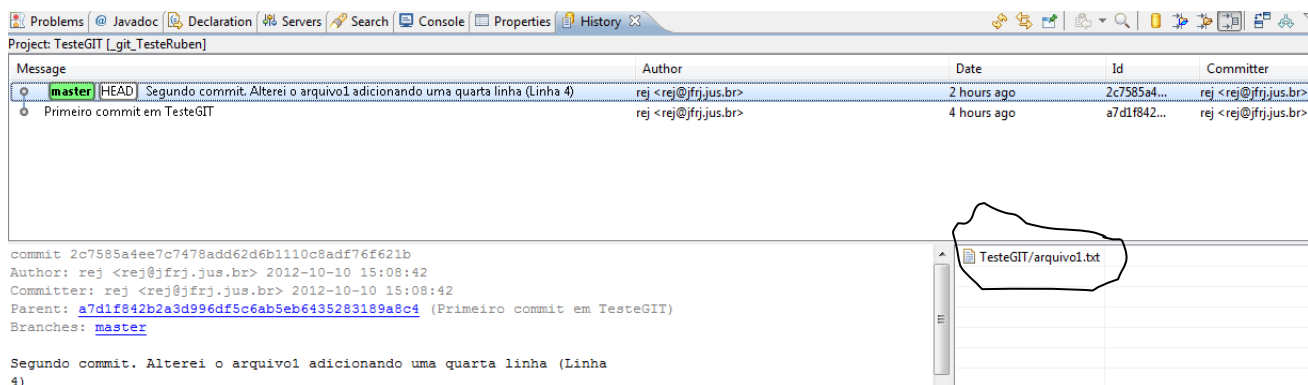 Problems @ Javadoc Declaration Servers Search Console Properties History
Project: TesteGIT [_git_TesteRuben]
Message Author Date Id Committer
master HEAD Segundo commit. Alterei o arquivo1 adicionando uma quarta linha (Linha 4) rej <rej@jfrj.jus.br> 2 hours ago 2c7585a4... rej <rej@jfrj.jus.br>
Primeiro commit em TesteGIT rej <rej@jfrj.jus.br> 4 hours ago a7d1f842... rej <rej@jfrj.jus.br>
commit 2c7585a4ee7c7478add62d6b1110c8adf76ff621b
Author: rej <rej@jfrj.jus.br> 2012-10-10 15:08:42
Committer: rej <rej@jfrj.jus.br> 2012-10-10 15:08:42
Parent: a7d1f842b2a3d996df5c6ab5eb6435283189a8c4 (Primeiro commit em TesteGIT)
Branches: master
Segundo commit. Alterei o arquivo1 adicionando uma quarta linha (Linha
4)
TesteGIT/arquivo1.txt